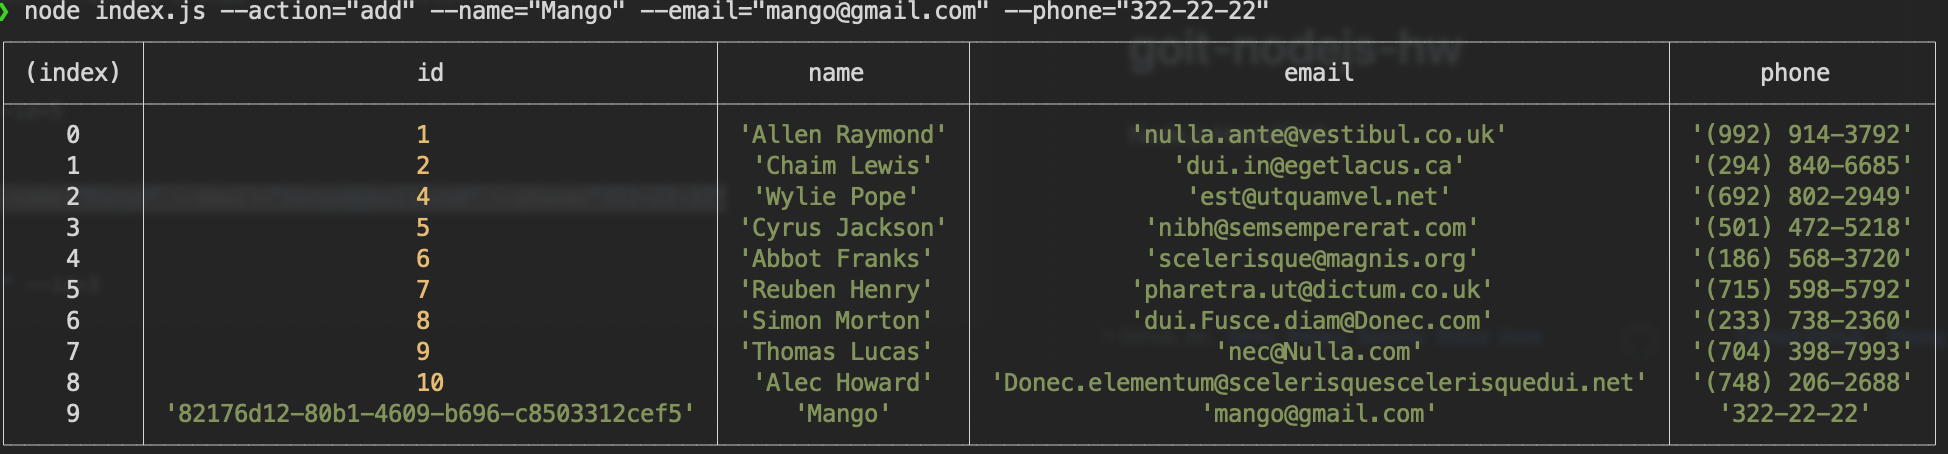 ❯ node index.js --action="add" --name="Mango" --email="mango@gmail.com" --phone="322-22-22"
goit-nodejs-hw
(index) id name email phone
0 1 'Allen Raymond' 'nulla.ante@vestibul.co.uk' '(992) 914-3792'
1 2 'Chaim Lewis' 'dui.in@egetlacus.ca' '(294) 840-6685'
2 4 'Wylie Pope' 'est@utquamvel.net' '(692) 802-2949'
3 5 'Cyrus Jackson' 'nibh@semsempererat.com' '(501) 472-5218'
4 6 'Abbot Franks' 'scelerisque@magnis.org' '(186) 568-3720'
5 7 'Reuben Henry' 'pharetra.ut@dictum.co.uk' '(715) 598-5792'
6 8 'Simon Morton' 'dui.Fusce.diam@Donec.com' '(233) 738-2360'
7 9 'Thomas Lucas' 'nec@Nulla.com' '(704) 398-7993'
8 10 'Alec Howard' 'Donec.elementum@scelerisquescelerisquedui.net' '(748) 206-2688'
9 '82176d12-80b1-4609-b696-c8503312cef5' 'Mango' 'mango@gmail.com' '322-22-22'